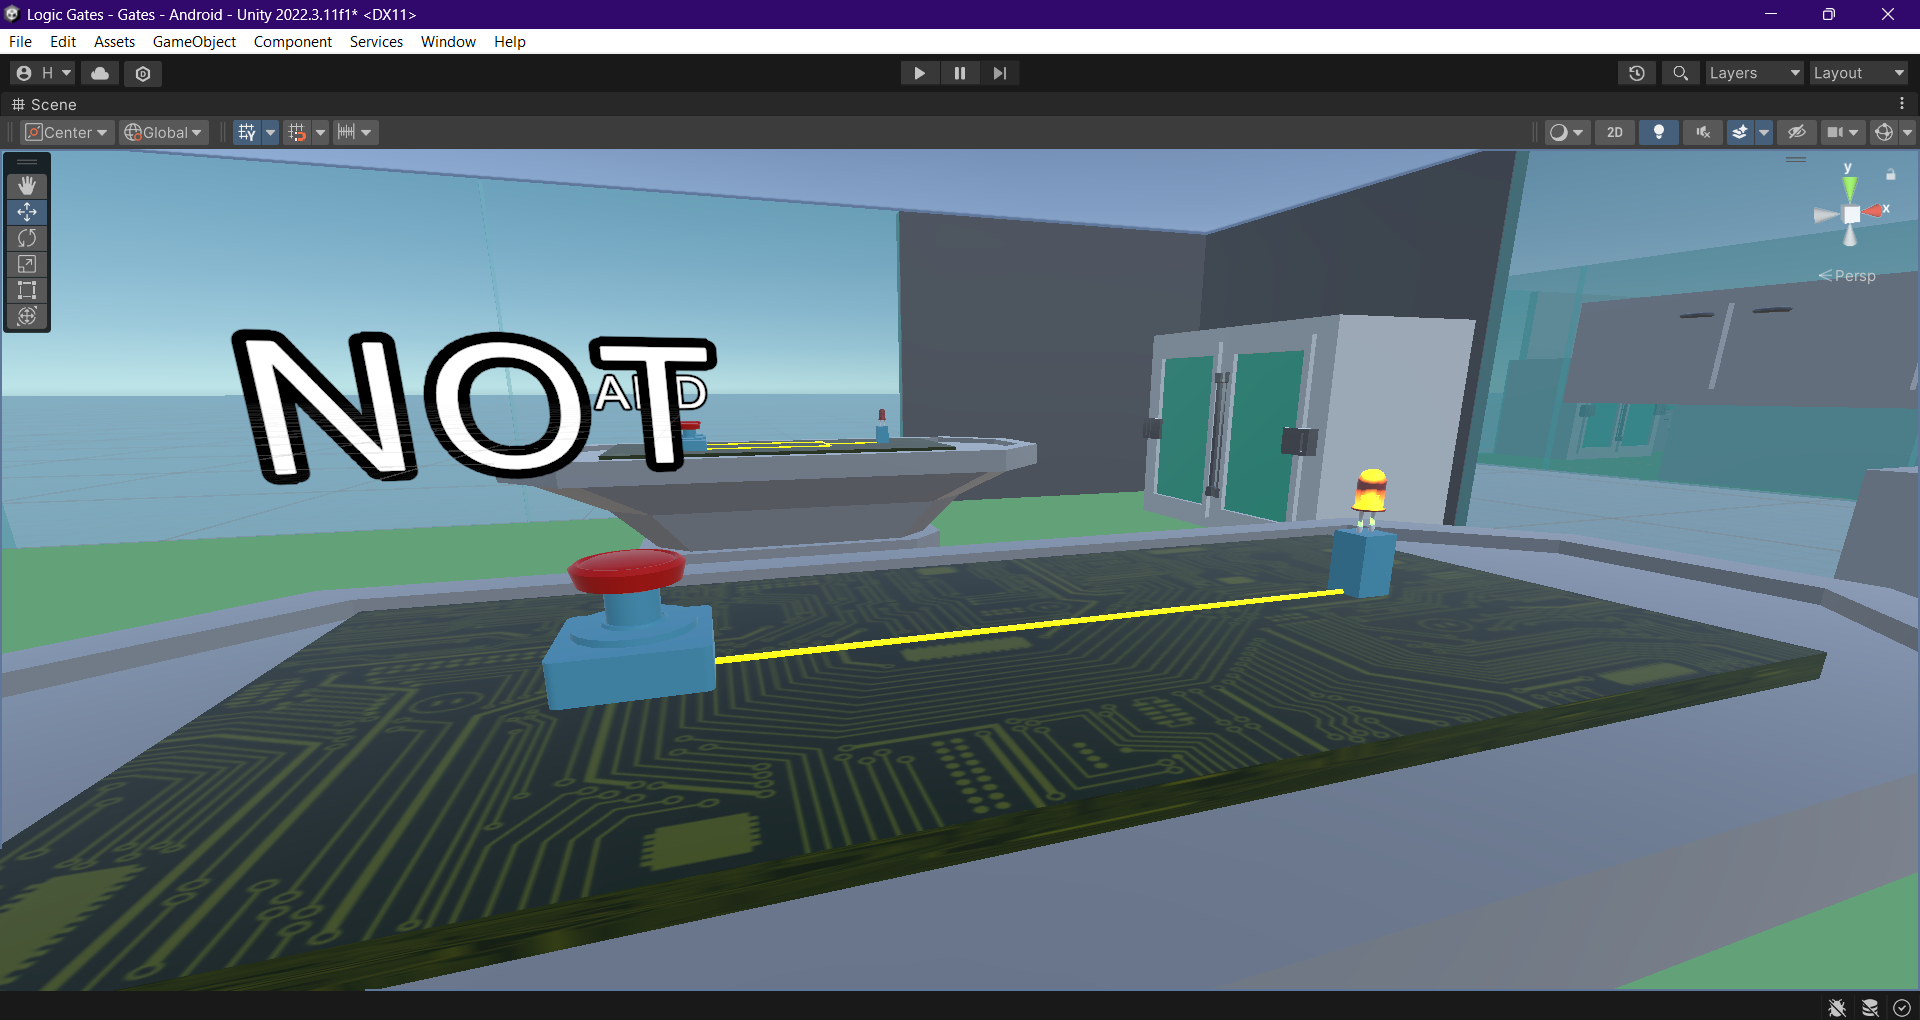 Logic Gates - Gates - Android - Unity 2022.3.11f1* <DX11>
File Edit Assets GameObject Component Services Window Help
H
Layers
Layout
Scene
Center
Global
2D
y
x
Persp
NOT